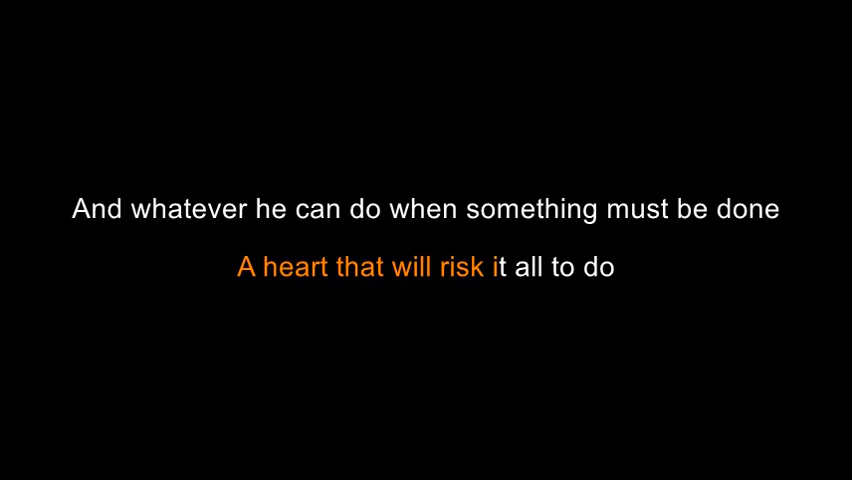 And whatever he can do when something must be done
A heart that will risk it all to do